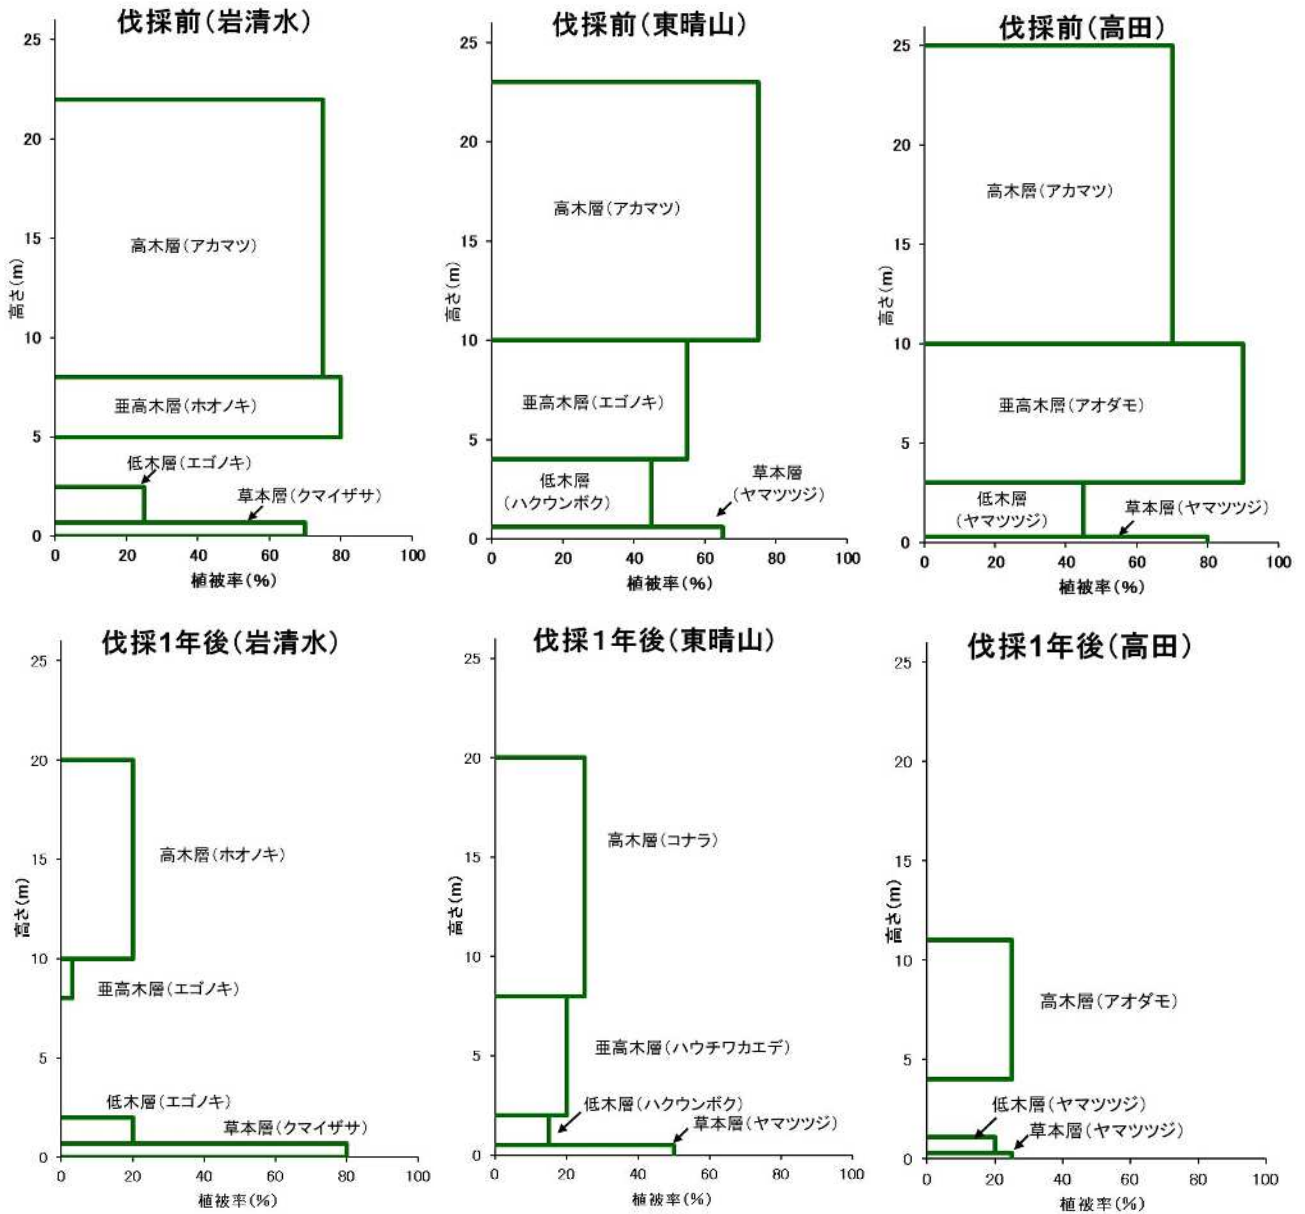 伐採前(岩清水)
25
20
15
10
5
0
高さ(m)
高木層(アカマツ)
亜高木層(ホオノキ)
低木層(エゴノキ)
草本層(クマイザサ)
0 20 40 60 80 100
植被率(%)
伐採前(東晴山)
25
20
15
10
5
0
高さ(m)
高木層(アカマツ)
亜高木層(エゴノキ)
低木層
(ハクウンボク)
草本層
(ヤマツツジ)
0 20 40 60 80 100
植被率(%)
伐採前(高田)
25
20
15
10
5
0
高さ(m)
高木層(アカマツ)
亜高木層(アオダモ)
低木層
(ヤマツツジ)
草本層(ヤマツツジ)
0 20 40 60 80 100
植被率(%)
伐採1年後(岩清水)
25
20
15
10
5
0
高さ(m)
高木層(ホオノキ)
亜高木層(エゴノキ)
低木層(エゴノキ)
草本層(クマイザサ)
0 20 40 60 80 100
植被率(%)
伐採1年後(東晴山)
25
20
15
10
5
0
高さ(m)
高木層(コナラ)
亜高木層(ハウチワカエデ)
低木層(ハクウンボク)
草本層(ヤマツツジ)
0 20 40 60 80 100
植被率(%)
伐採1年後(高田)
25
20
15
10
5
0
高さ(m)
高木層(アオダモ)
低木層(ヤマツツジ)
草本層(ヤマツツジ)
0 20 40 60 80 100
植被率(%)